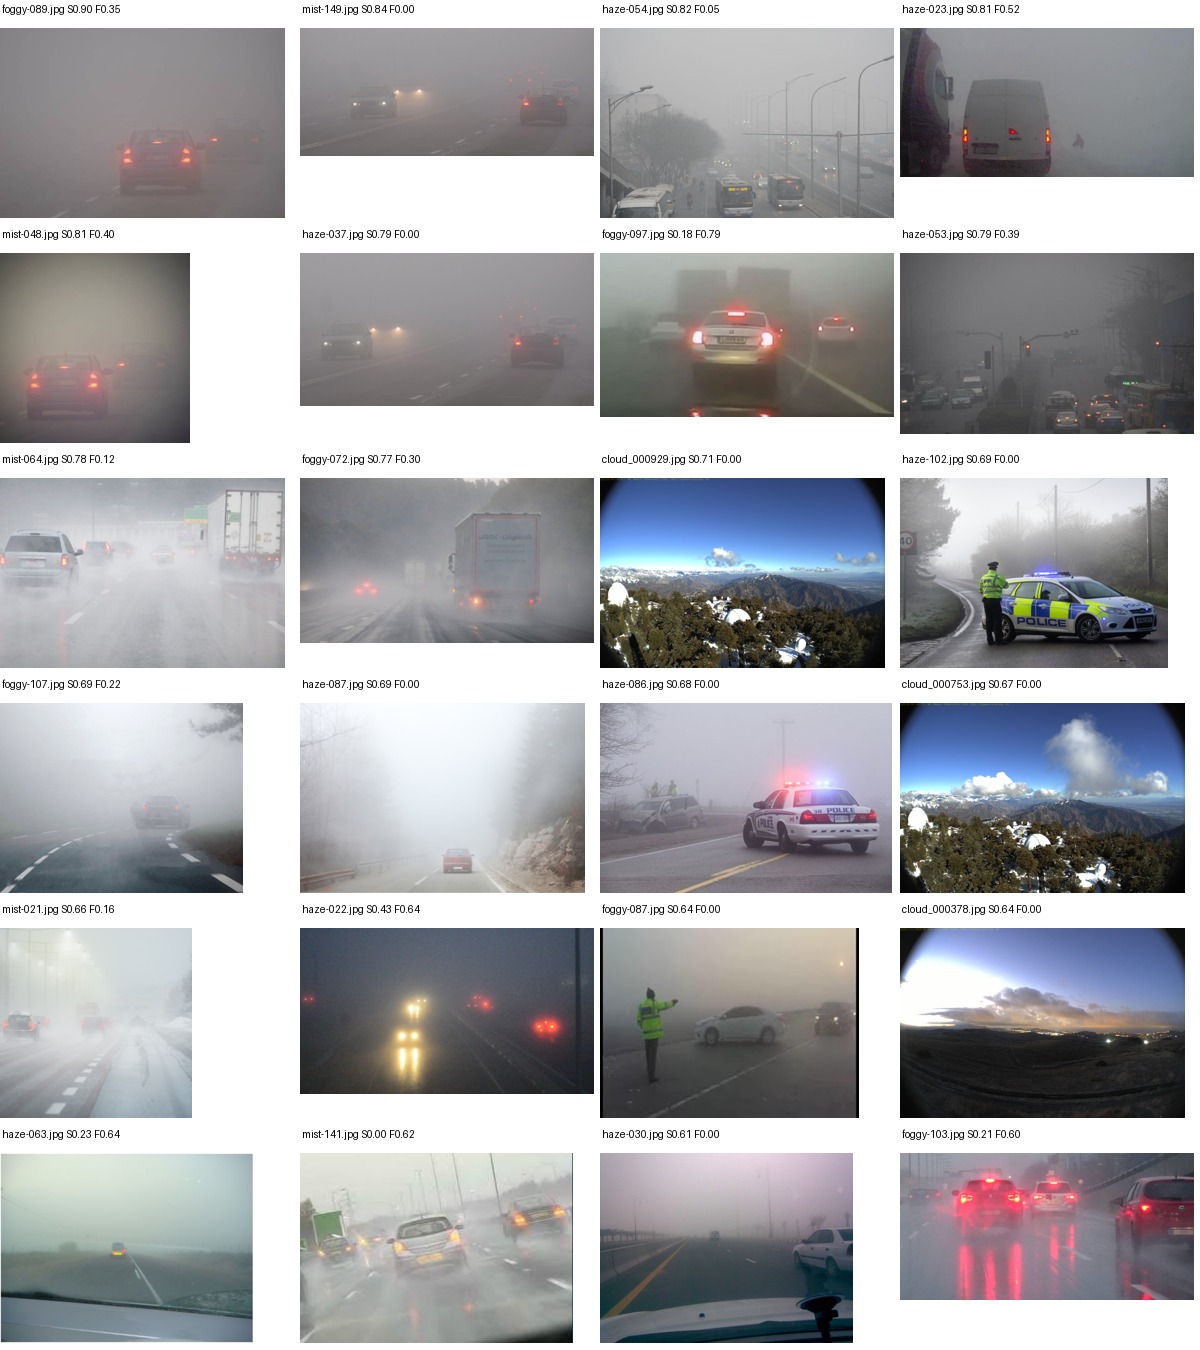 foggy-089.jpg S0.90 F0.35
mist-149.jpg S0.84 F0.00
haze-054.jpg S0.82 F0.05
haze-023.jpg S0.81 F0.52
mist-048.jpg S0.81 F0.40
haze-037.jpg S0.79 F0.00
foggy-097.jpg S0.18 F0.79
haze-053.jpg S0.79 F0.39
mist-064.jpg S0.78 F0.12
foggy-072.jpg S0.77 F0.30
cloud_000929.jpg S0.71 F0.00
haze-102.jpg S0.69 F0.00
40
POLICE
foggy-107.jpg S0.69 F0.22
haze-087.jpg S0.69 F0.00
haze-086.jpg S0.68 F0.00
cloud_000753.jpg S0.67 F0.00
POLICE
POLICE
mist-021.jpg S0.66 F0.16
haze-022.jpg S0.43 F0.64
foggy-087.jpg S0.64 F0.00
cloud_000378.jpg S0.64 F0.00
haze-063.jpg S0.23 F0.64
mist-141.jpg S0.00 F0.62
haze-030.jpg S0.61 F0.00
foggy-103.jpg S0.21 F0.60